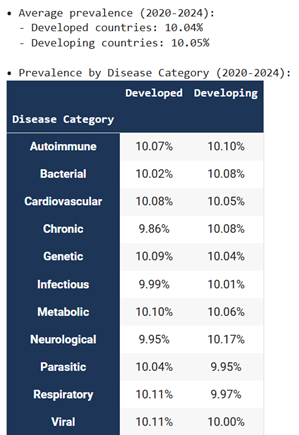 • Average prevalence (2020-2024):
- Developed countries: 10.04%
- Developing countries: 10.05%
• Prevalence by Disease Category (2020-2024):
Developed Developing
Disease Category
Autoimmune 10.07% 10.10%
Bacterial 10.02% 10.08%
Cardiovascular 10.08% 10.05%
Chronic 9.86% 10.08%
Genetic 10.09% 10.04%
Infectious 9.99% 10.01%
Metabolic 10.10% 10.06%
Neurological 9.95% 10.17%
Parasitic 10.04% 9.95%
Respiratory 10.11% 9.97%
Viral 10.11% 10.00%